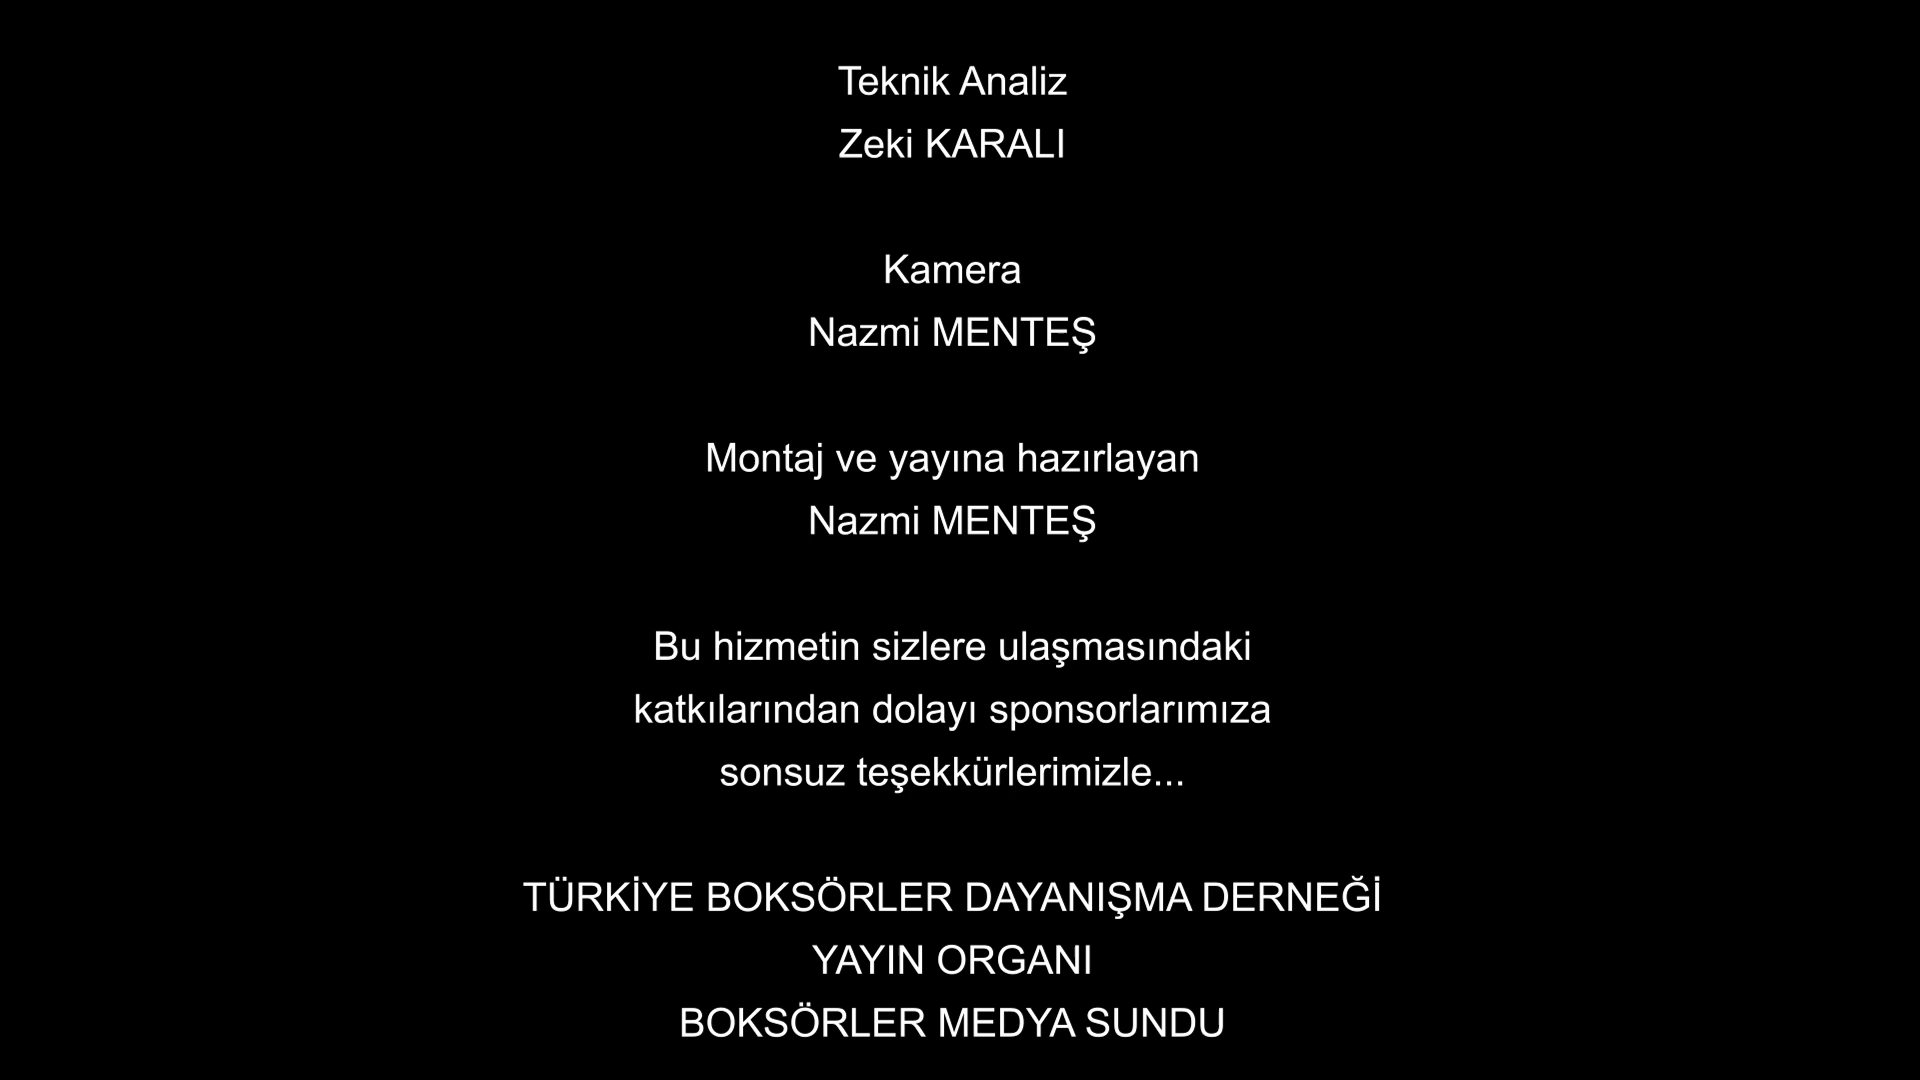 Teknik Analiz
Zeki KARALI
Kamera
Nazmi MENTEŞ
Montaj ve yayına hazırlayan
Nazmi MENTEŞ
Bu hizmetin sizlere ulaşmasındaki
katkılarından dolayı sponsorlarımıza
sonsuz teşekkürlerimizle...
TÜRKİYE BOKSÖRLER DAYANIŞMA DERNEĞİ
YAYIN ORGANI
BOKSÖRLER MEDYA SUNDU